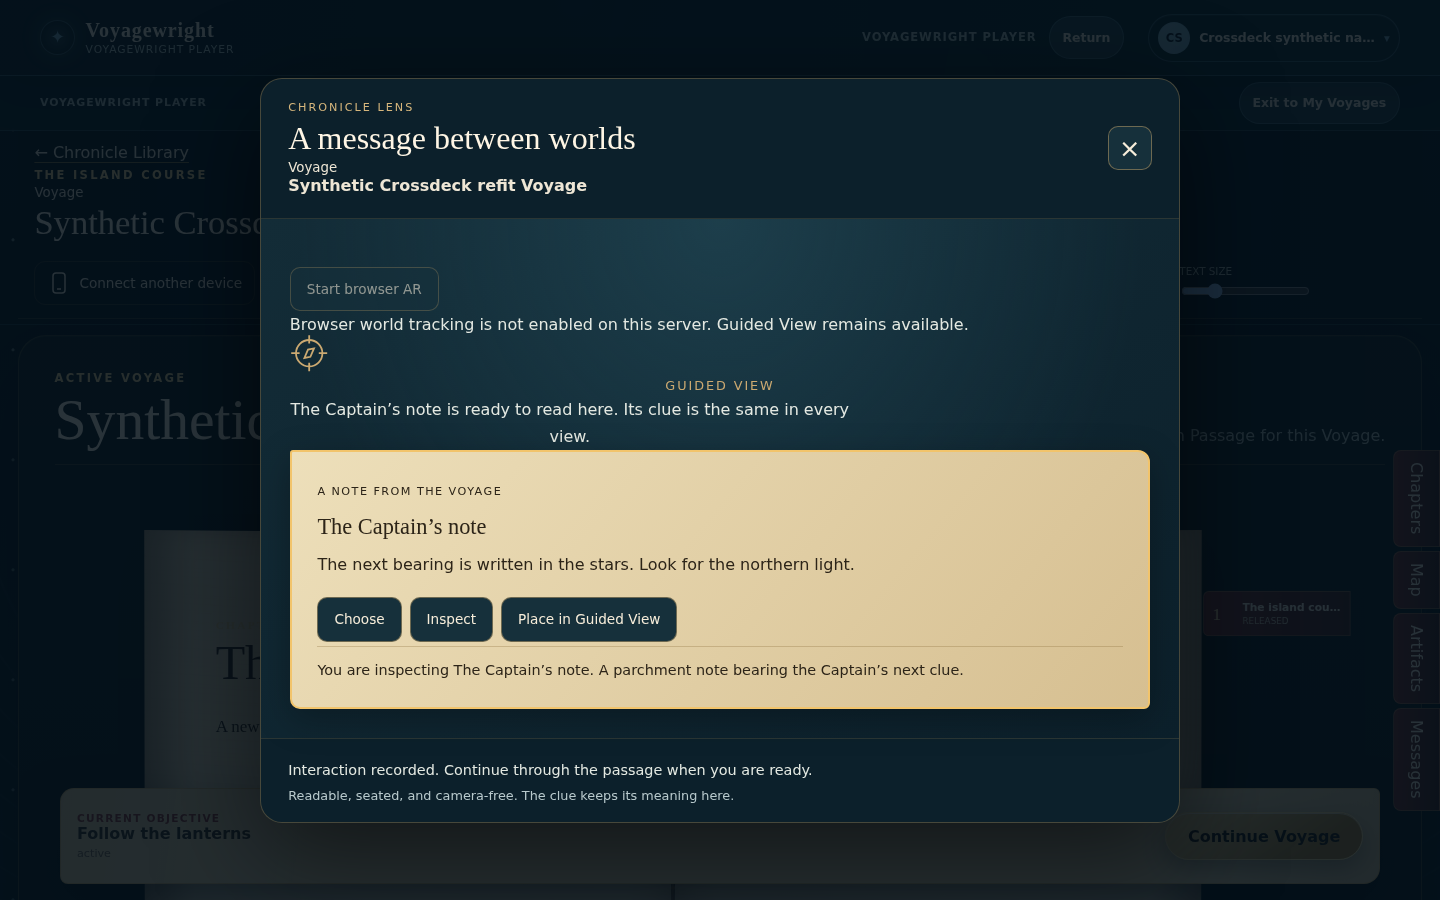 Voyagewright
VOYAGEWRIGHT PLAYER
VOYAGEWRIGHT PLAYER
Return
CS
Crossdeck synthetic na…
VOYAGEWRIGHT PLAYER
Exit to My Voyages
← Chronicle Library
THE ISLAND COURSE
Voyage
Synthetic Crossd
Connect another device
TEXT SIZE
CHRONICLE LENS
A message between worlds
Voyage
Synthetic Crossdeck refit Voyage
Start browser AR
Browser world tracking is not enabled on this server. Guided View remains available.
GUIDED VIEW
The Captain’s note is ready to read here. Its clue is the same in every
view.
A NOTE FROM THE VOYAGE
The Captain’s note
The next bearing is written in the stars. Look for the northern light.
Choose
Inspect
Place in Guided View
You are inspecting The Captain’s note. A parchment note bearing the Captain’s next clue.
Interaction recorded. Continue through the passage when you are ready.
Readable, seated, and camera-free. The clue keeps its meaning here.
ACTIVE VOYAGE
Synthetic
Passage for this Voyage.
Th
A new
1
The island cou…
RELEASED
Chapters
Map
Artifacts
Messages
CURRENT OBJECTIVE
Follow the lanterns
active
Continue Voyage